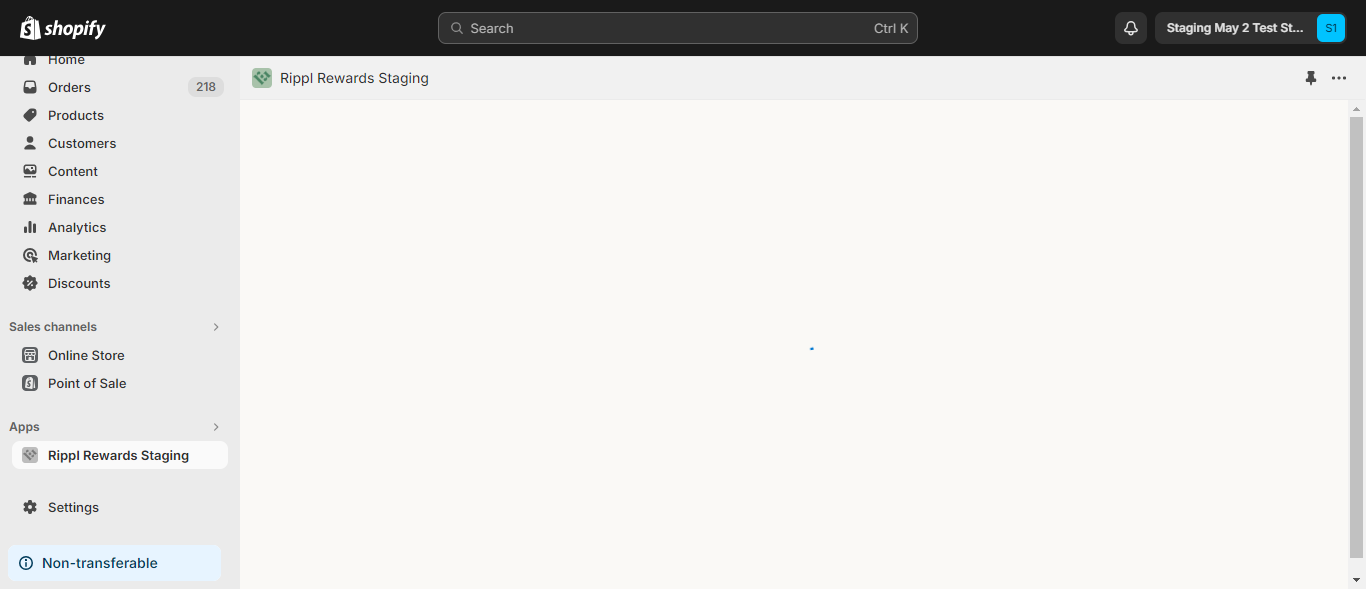 shopify
Search
Ctrl K
Staging May 2 Test St...
S1
Home
Orders
218
Products
Customers
Content
Finances
Analytics
Marketing
Discounts
Sales channels
Online Store
Point of Sale
Apps
Rippl Rewards Staging
Settings
Non-transferable
Rippl Rewards Staging